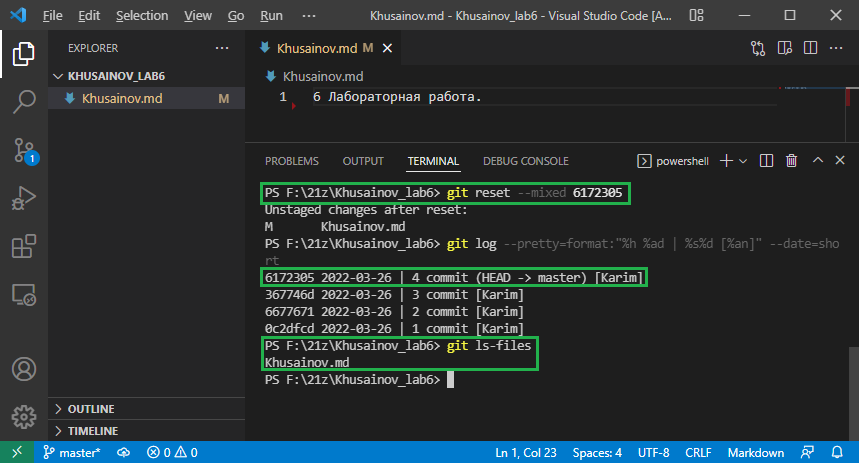 File Edit Selection View Go Run ··· Khusainov.md - Khusainov_lab6 - Visual Studio Code [A...
EXPLORER ···
KHUSAINOV_LAB6
Khusainov.md M
Khusainov.md M
Khusainov.md
1 6 Лабораторная работа.
PROBLEMS OUTPUT TERMINAL DEBUG CONSOLE powershell
PS F:\21z\Khusainov_lab6> git reset --mixed 6172305
Unstaged changes after reset:
M Khusainov.md
PS F:\21z\Khusainov_lab6> git log --pretty=format:"%h %ad | %s%d [%an]" --date=sho
rt
6172305 2022-03-26 | 4 commit (HEAD -> master) [Karim]
367746d 2022-03-26 | 3 commit [Karim]
6677671 2022-03-26 | 2 commit [Karim]
0c2dfcd 2022-03-26 | 1 commit [Karim]
PS F:\21z\Khusainov_lab6> git ls-files
Khusainov.md
PS F:\21z\Khusainov_lab6>
1
OUTLINE
TIMELINE
master* 0 0 Ln 1, Col 23 Spaces: 4 UTF-8 CRLF Markdown